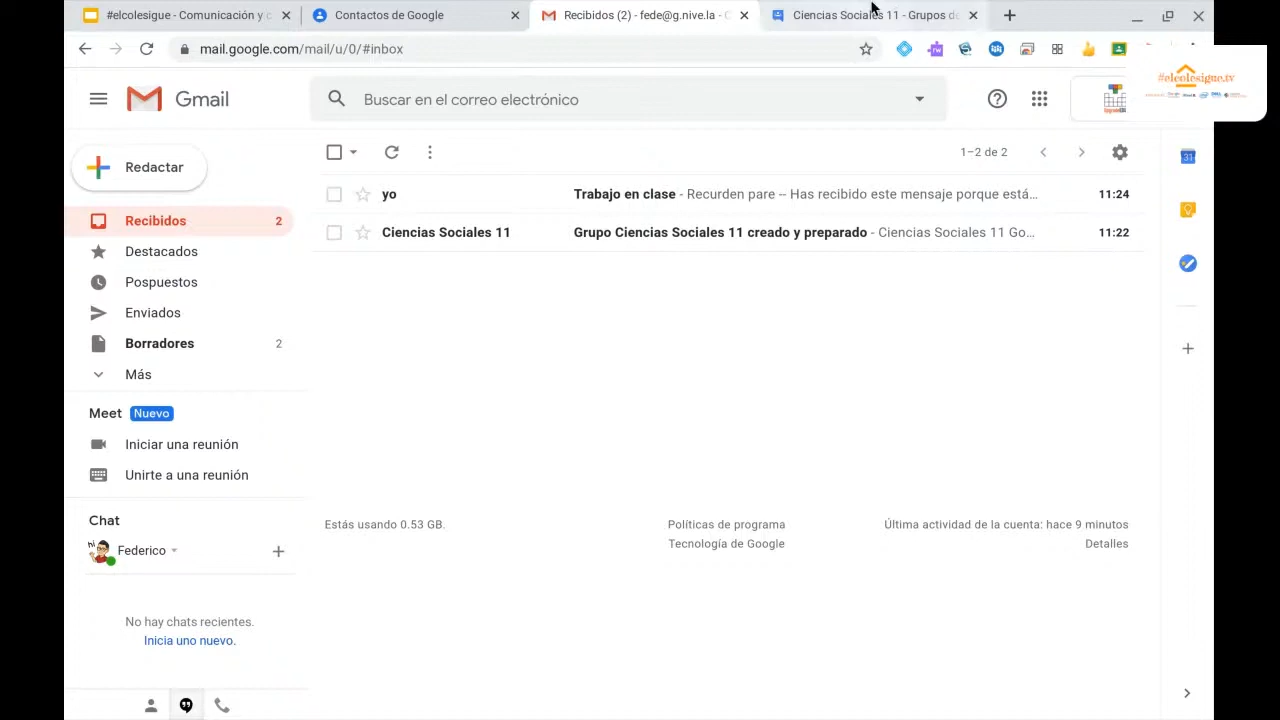 #elcolesigue - Comunicación y c
Contactos de Google
Recibidos (2) - fede@g.nive.la - C
Ciencias Sociales 11 - Grupos de
mail.google.com/mail/u/0/#inbox
#elcolesigue.tv
Gmail
Buscar en el correo electrónico
Redactar
1–2 de 2
31
yo
Trabajo en clase - Recurden pare -- Has recibido este mensaje porque está…
11:24
Recibidos
2
Ciencias Sociales 11
Grupo Ciencias Sociales 11 creado y preparado - Ciencias Sociales 11 Go…
11:22
Destacados
Pospuestos
Enviados
Borradores
2
Más
Meet
Nuevo
Iniciar una reunión
Unirte a una reunión
Chat
Federico
Estás usando 0.53 GB.
Políticas de programa
Tecnología de Google
Última actividad de la cuenta: hace 9 minutos
Detalles
No hay chats recientes.
Inicia uno nuevo.